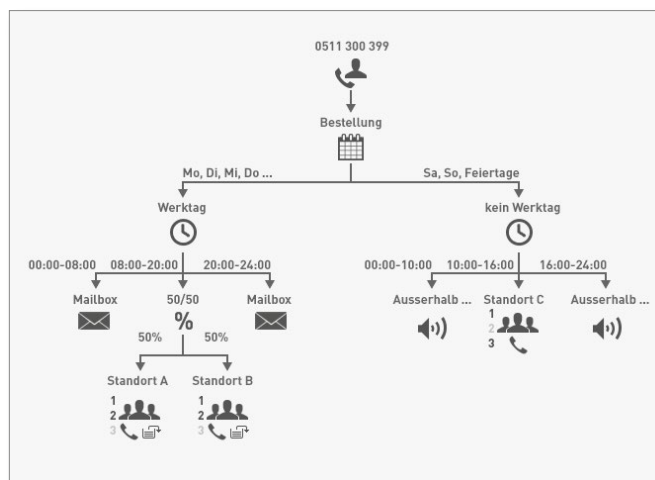 0511 300 399
Bestellung
Mo, Di, Mi, Do ...
Sa, So, Feiertage
Werktag
kein Werktag
00:00-08:00 08:00-20:00 20:00-24:00
00:00-10:00 10:00-16:00 16:00-24:00
Mailbox
50/50
Mailbox
Ausserhalb ...
Standort C
Ausserhalb ...
%
1
2
3
50% 50%
Standort A
Standort B
1
2
3
1
2
3